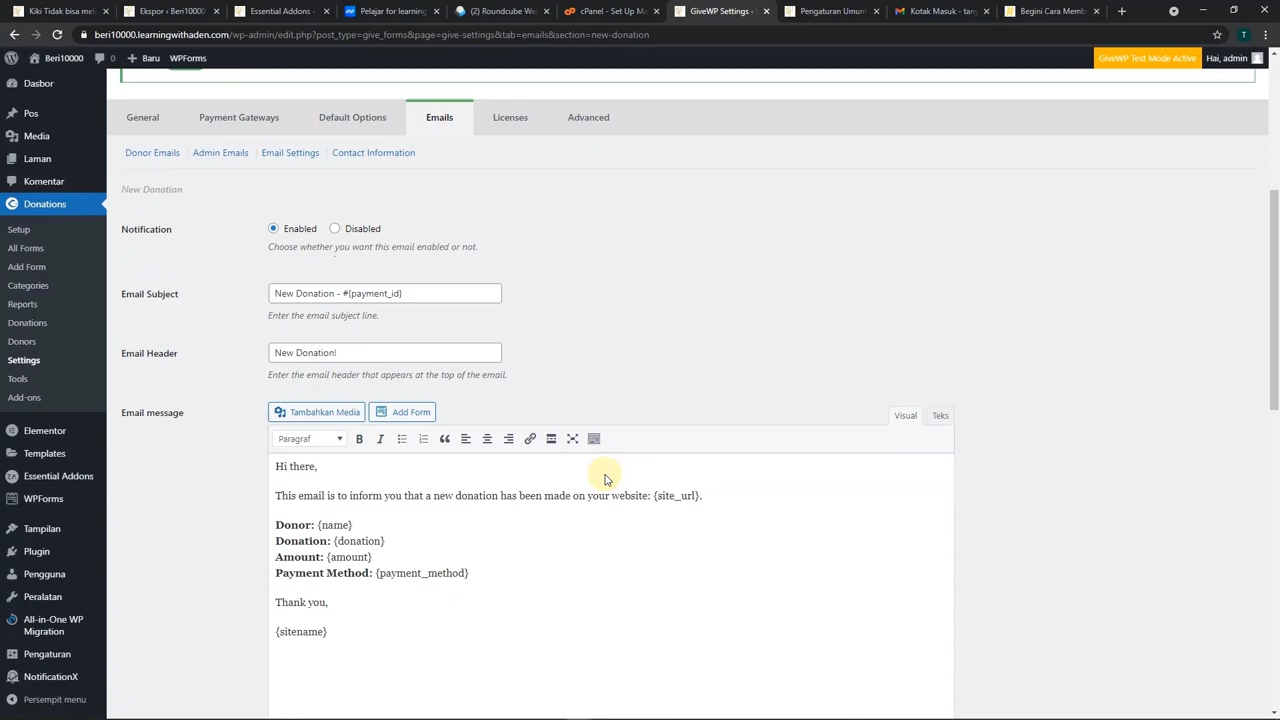 Kiki Tidak bisa mela
Ekspor ‹ Beri10000
Essential Addons ‹
Pelajar for learning
(2) Roundcube We
cPanel - Set Up Ma
GiveWP Settings ‹
Pengaturan Umum
Kotak Masuk - ta
Begini Cara Memb
beri10000.learningwithaden.com/wp-admin/edit.php?post_type=give_forms&page=give-settings&tab=emails&section=new-donation
T
Beri10000
0
Baru
WPForms
GiveWP Test Mode Active
Hai, admin
Dasbor
Pos
Media
Laman
Komentar
Donations
Setup
All Forms
Add Form
Categories
Reports
Donations
Donors
Settings
Tools
Add-ons
Elementor
Templates
Essential Addons
WPForms
Tampilan
Plugin
Pengguna
Peralatan
All-in-One WP
Migration
Pengaturan
NotificationX
Persempit menu
General
Payment Gateways
Default Options
Emails
Licenses
Advanced
Donor Emails
Admin Emails
Email Settings
Contact Information
New Donation
Notification
Enabled
Disabled
Choose whether you want this email enabled or not.
Email Subject
New Donation - #{payment_id}
Enter the email subject line.
Email Header
New Donation!
Enter the email header that appears at the top of the email.
Email message
Tambahkan Media
Add Form
Visual
Teks
Paragraf
B
I
Hi there,
This email is to inform you that a new donation has been made on your website: {site_url}.
Donor: {name}
Donation: {donation}
Amount: {amount}
Payment Method: {payment_method}
Thank you,
{sitename}